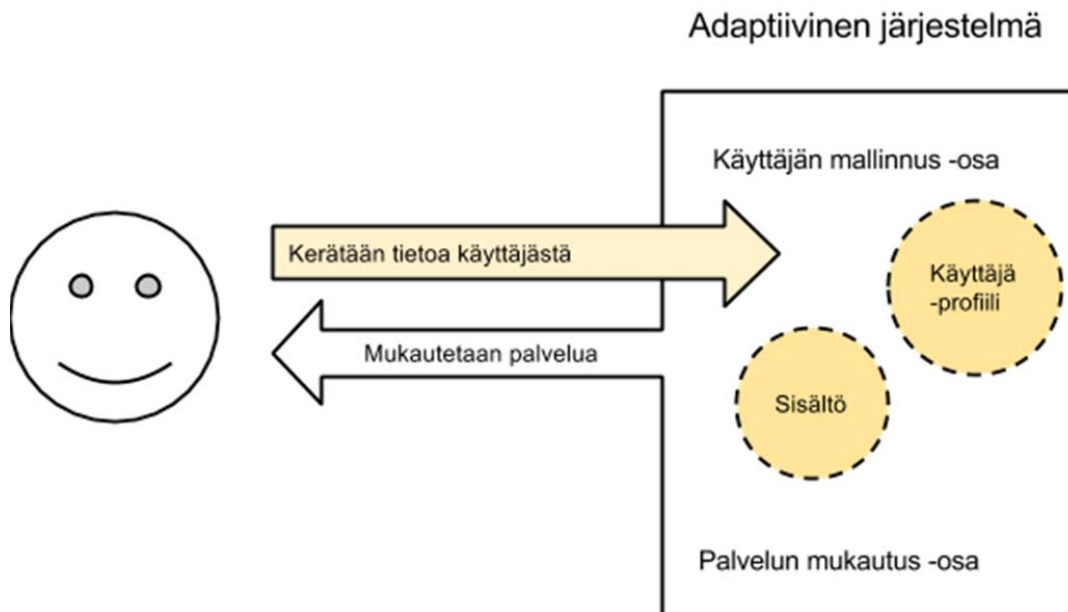 Adaptiivinen järjestelmä
Käyttäjän mallinnus -osa
Kerätään tietoa käyttäjästä
Käyttäjä
-profiili
Mukautetaan palvelua
Sisältö
Palvelun mukautus -osa